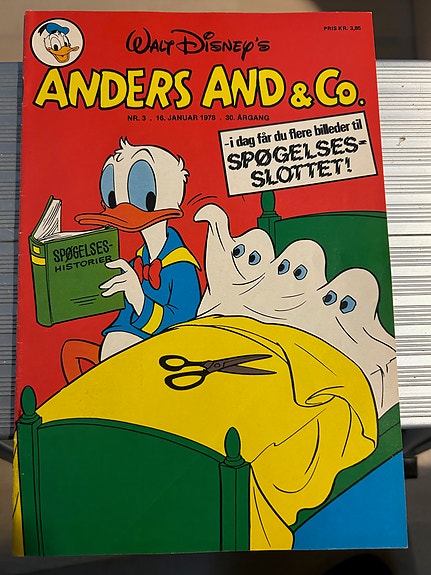 PRIS KR. 3,85
WALT DISNEY'S
ANDERS AND & Co.
NR. 3 . 16. JANUAR 1978 . 30. ÅRGANG
- i dag får du flere billeder til
SPØGELSES-
SLOTTET!
SPØGELSES-
HISTORIER